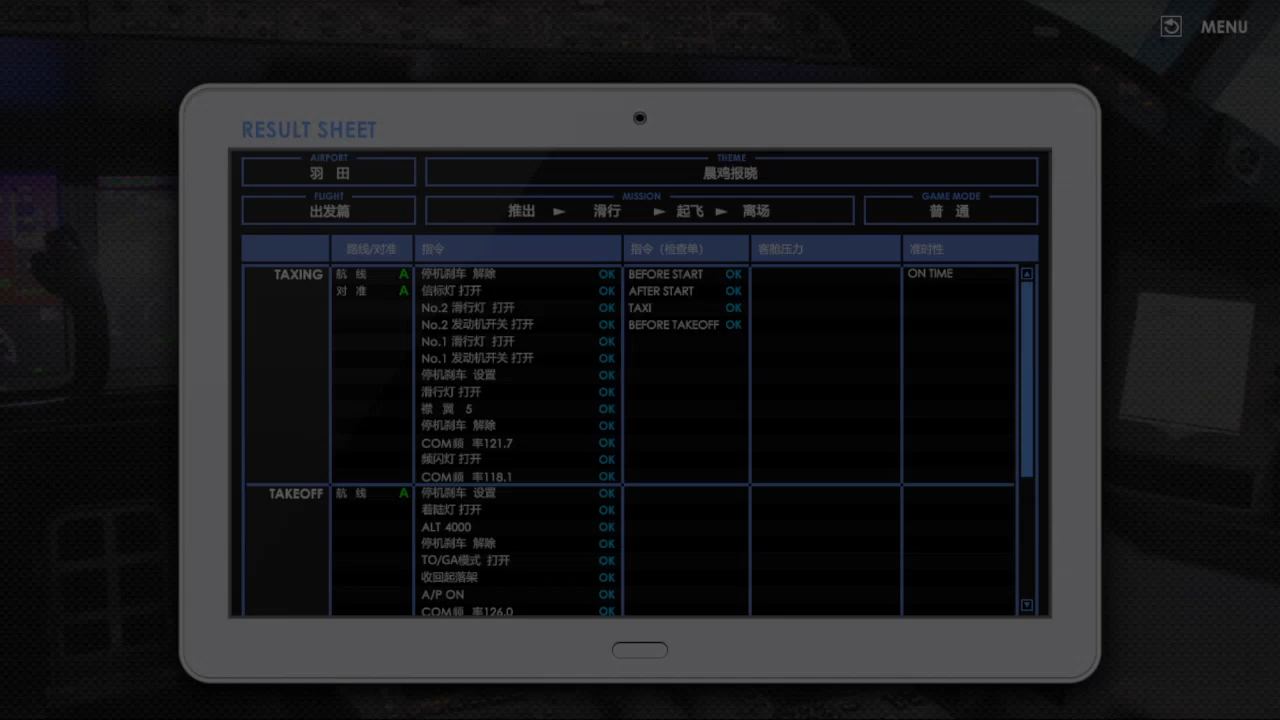 MENU
RESULT SHEET
AIRPORT THEME
羽 田 晨鸡报晓
FLIGHT MISSION GAME MODE
出发篇 推出 ► 滑行 ► 起飞 ► 离场 普 通
路线/对准 指令 指令（检查单） 客舱压力 准时性
TAXING 航 线 A 停机刹车 解除 OK BEFORE START OK ON TIME
对 准 A 信标灯 打开 OK AFTER START OK
No.2 滑行灯 打开 OK TAXI OK
No.2 发动机开关 打开 OK BEFORE TAKEOFF OK
No.1 滑行灯 打开 OK
No.1 发动机开关 打开 OK
停机刹车 设置 OK
滑行灯 打开 OK
襟 翼 5 OK
停机刹车 解除 OK
COM频 率121.7 OK
频闪灯 打开 OK
COM频 率118.1 OK
TAKEOFF 航 线 A 停机刹车 设置 OK
着陆灯 打开 OK
ALT 4000 OK
停机刹车 解除 OK
TO/GA模式 打开 OK
收回起落架 OK
A/P ON OK
COM频 率126.0 OK